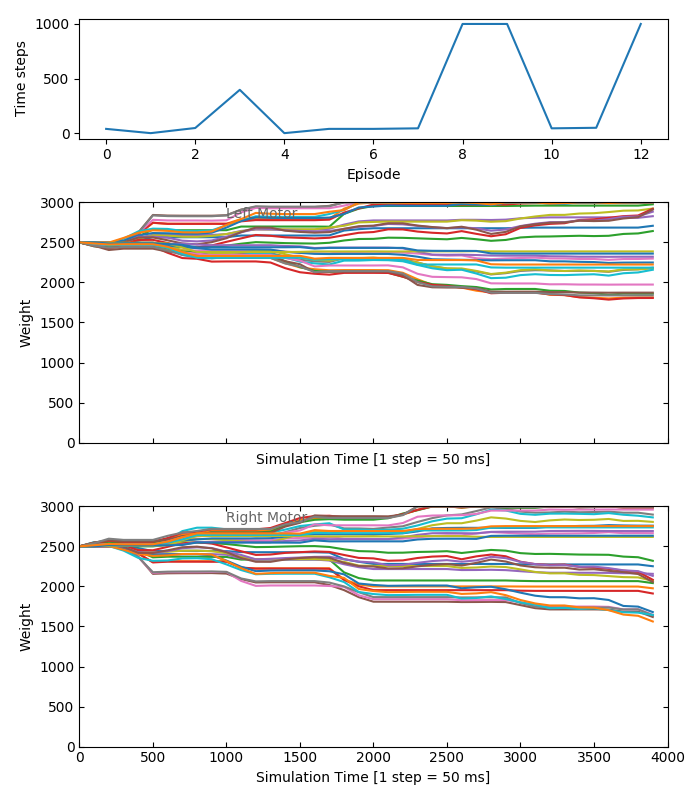 1000
500
0
Time steps
0 2 4 6 8 10 12
Episode
3000
2500
2000
1500
1000
500
0
Weight
Left Motor
Simulation Time [1 step = 50 ms]
3000
2500
2000
1500
1000
500
0
Weight
Right Motor
0 500 1000 1500 2000 2500 3000 3500 4000
Simulation Time [1 step = 50 ms]